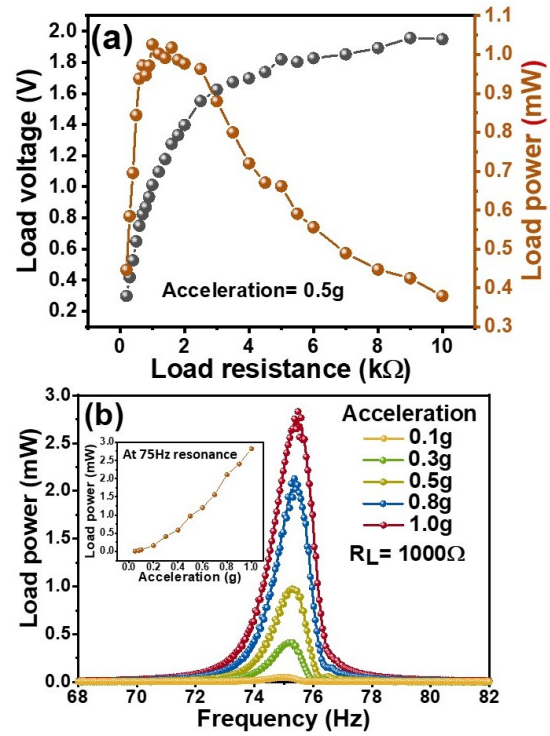 (a)
Load voltage (V)
2.0
1.8
1.6
1.4
1.2
1.0
0.8
0.6
0.4
0.2
Load power (mW)
1.1
1.0
0.9
0.8
0.7
0.6
0.5
0.4
0.3
Acceleration= 0.5g
0 2 4 6 8 10
Load resistance (kΩ)
(b)
Load power (mW)
3.0
2.5
2.0
1.5
1.0
0.5
0.0
At 75Hz resonance
Load power (mW)
3.0
2.5
2.0
1.5
1.0
0.5
0.0
0.0 0.2 0.4 0.6 0.8 1.0
Acceleration (g)
Acceleration
0.1g
0.3g
0.5g
0.8g
1.0g
RL= 1000Ω
68 70 72 74 76 78 80 82
Frequency (Hz)